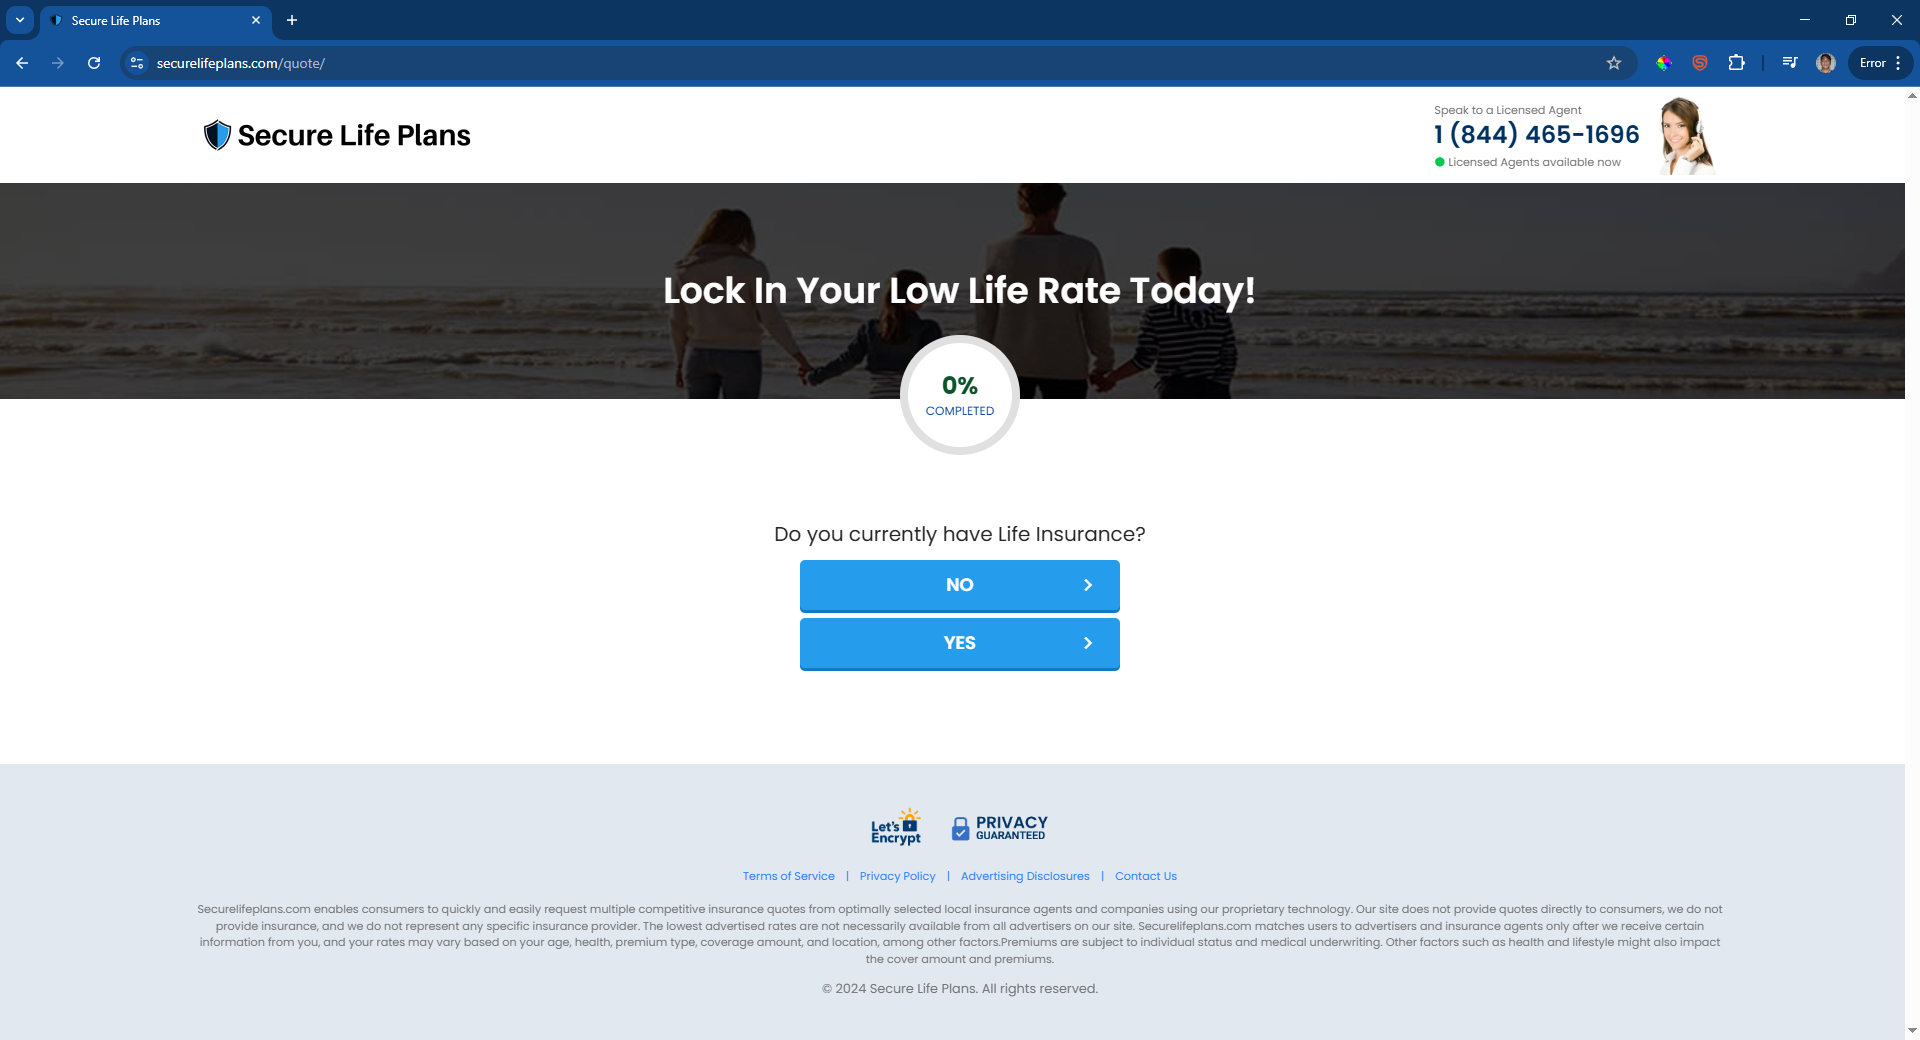 Secure Life Plans
securelifeplans.com/quote/
Error
Secure Life Plans
Speak to a Licensed Agent
1 (844) 465-1696
Licensed Agents available now
Lock In Your Low Life Rate Today!
0%
COMPLETED
Do you currently have Life Insurance?
NO
YES
Let's
Encrypt
PRIVACY
GUARANTEED
Terms of Service | Privacy Policy | Advertising Disclosures | Contact Us
Securelifeplans.com enables consumers to quickly and easily request multiple competitive insurance quotes from optimally selected local insurance agents and companies using our proprietary technology. Our site does not provide quotes directly to consumers, we do not
provide insurance, and we do not represent any specific insurance provider. The lowest advertised rates are not necessarily available from all advertisers on our site. Securelifeplans.com matches users to advertisers and insurance agents only after we receive certain
information from you, and your rates may vary based on your age, health, premium type, coverage amount, and location, among other factors.Premiums are subject to individual status and medical underwriting. Other factors such as health and lifestyle might also impact
the cover amount and premiums.
© 2024 Secure Life Plans. All rights reserved.